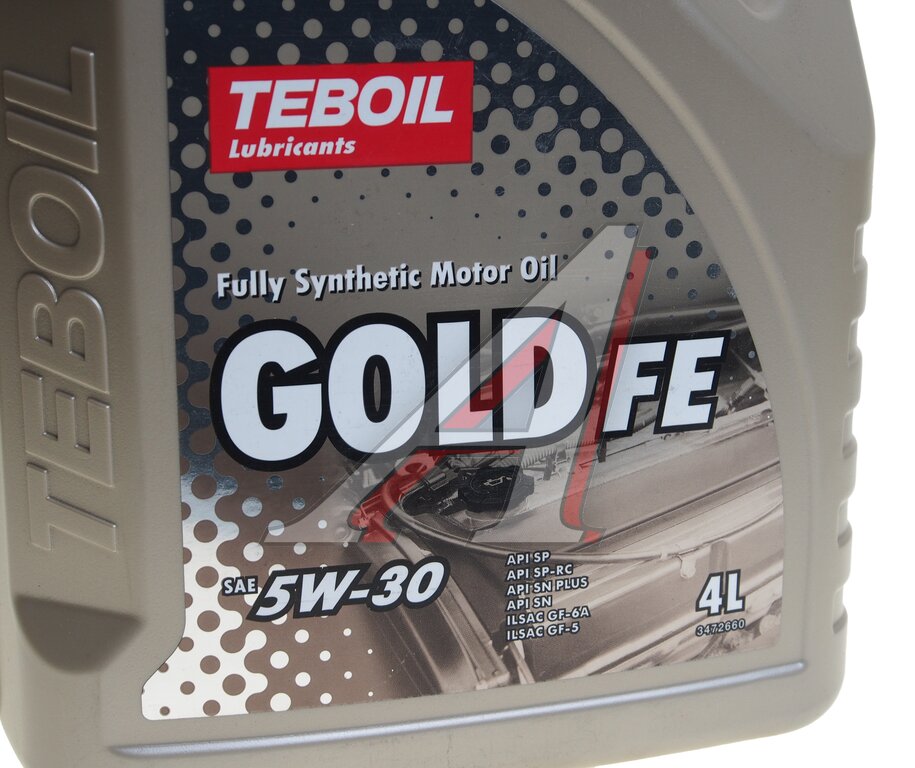 TEBOIL
TEBOIL
Lubricants
Fully Synthetic Motor Oil
GOLD FE
SAE 5W-30
API SP
API SP-RC
API SN PLUS
API SN
ILSAC GF-6A
ILSAC GF-5
4L
3472660